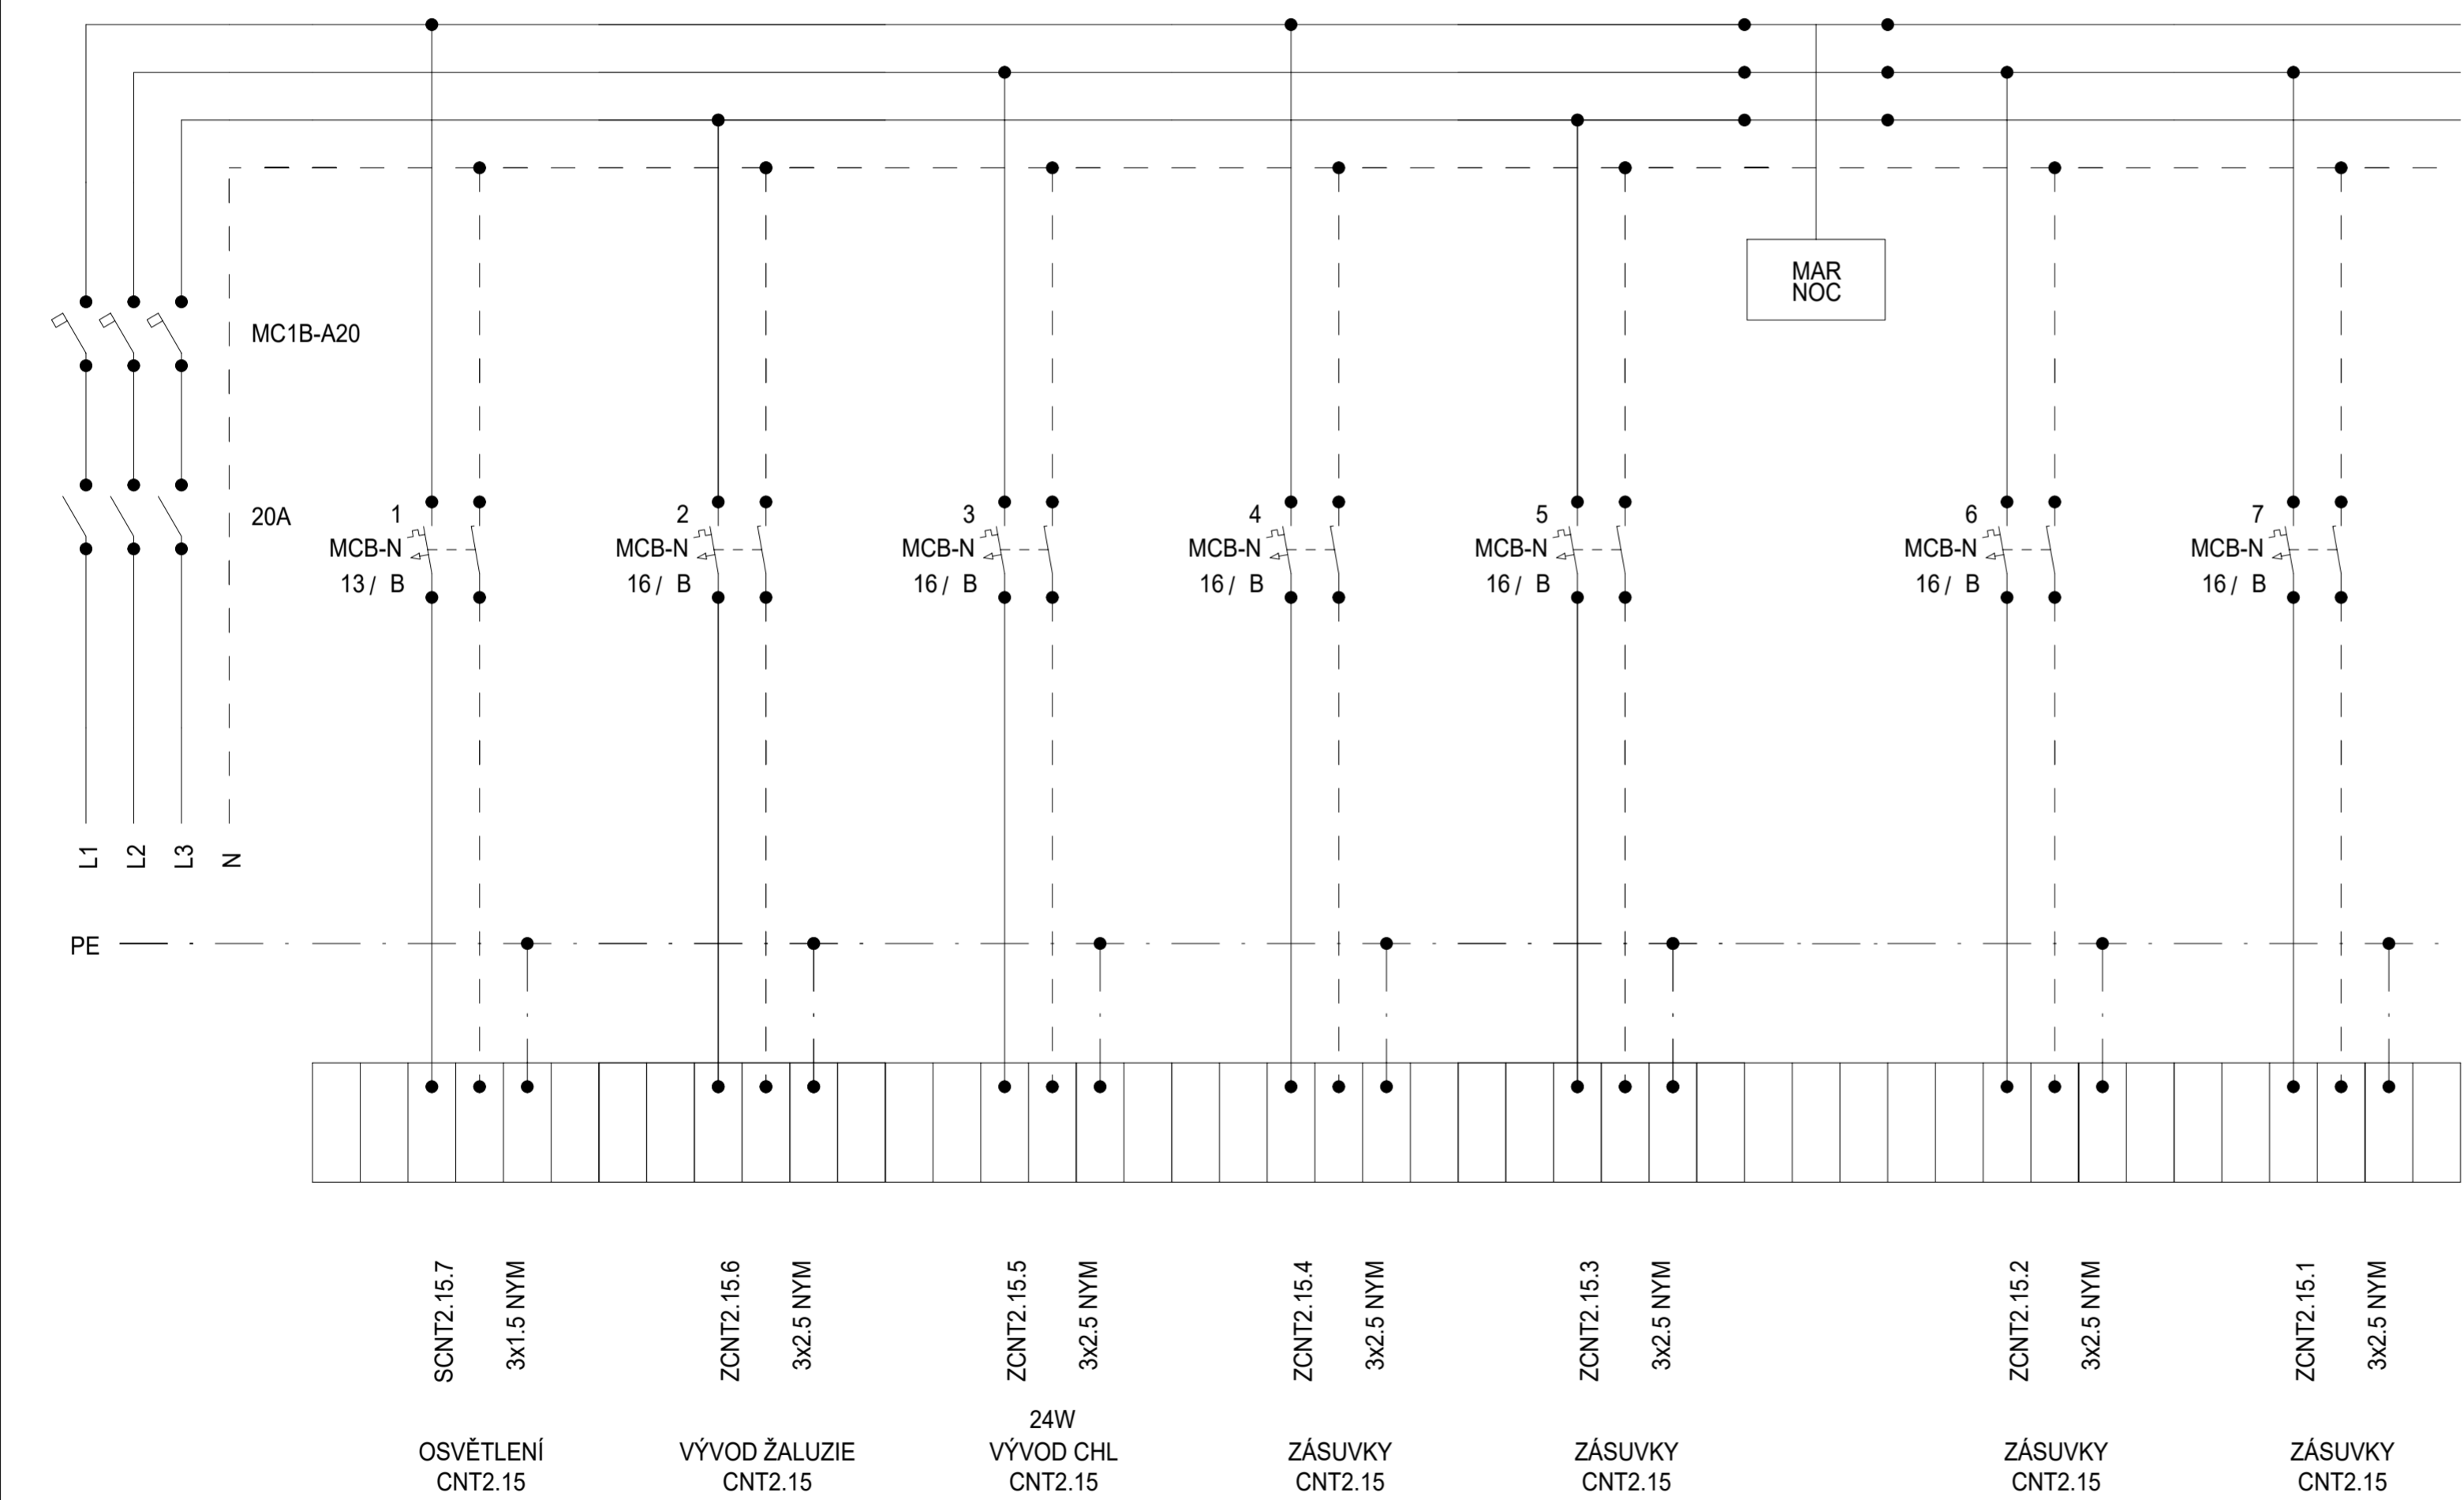 MAR
NOC
MC1B-A20
20A
1
MCB-N
13 / B
2
MCB-N
16 / B
3
MCB-N
16 / B
4
MCB-N
16 / B
5
MCB-N
16 / B
6
MCB-N
16 / B
7
MCB-N
16 / B
L1
L2
L3
N
PE
SCNT2.15.7
3x1.5 NYM
ZCNT2.15.6
3x2.5 NYM
ZCNT2.15.5
3x2.5 NYM
ZCNT2.15.4
3x2.5 NYM
ZCNT2.15.3
3x2.5 NYM
ZCNT2.15.2
3x2.5 NYM
ZCNT2.15.1
3x2.5 NYM
OSVĚTLENÍ
CNT2.15
VÝVOD ŽALUZIE
CNT2.15
24W
VÝVOD CHL
CNT2.15
ZÁSUVKY
CNT2.15
ZÁSUVKY
CNT2.15
ZÁSUVKY
CNT2.15
ZÁSUVKY
CNT2.15